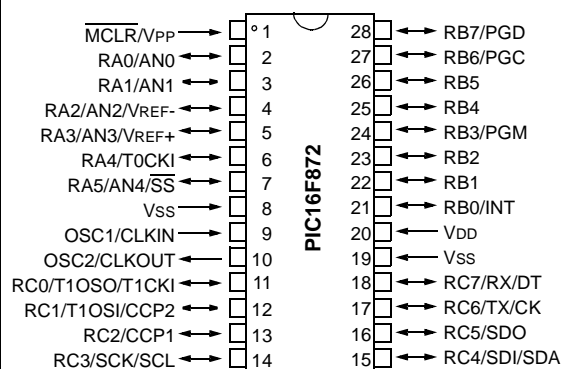 MCLR/VPP 1 28 RB7/PGD
RA0/AN0 2 27 RB6/PGC
RA1/AN1 3 26 RB5
RA2/AN2/VREF- 4 25 RB4
RA3/AN3/VREF+ 5 24 RB3/PGM
RA4/T0CKI 6 23 RB2
RA5/AN4/SS 7 22 RB1
VSS 8 21 RB0/INT
OSC1/CLKIN 9 20 VDD
OSC2/CLKOUT 10 19 VSS
RC0/T1OSO/T1CKI 11 18 RC7/RX/DT
RC1/T1OSI/CCP2 12 17 RC6/TX/CK
RC2/CCP1 13 16 RC5/SDO
RC3/SCK/SCL 14 15 RC4/SDI/SDA
PIC16F872